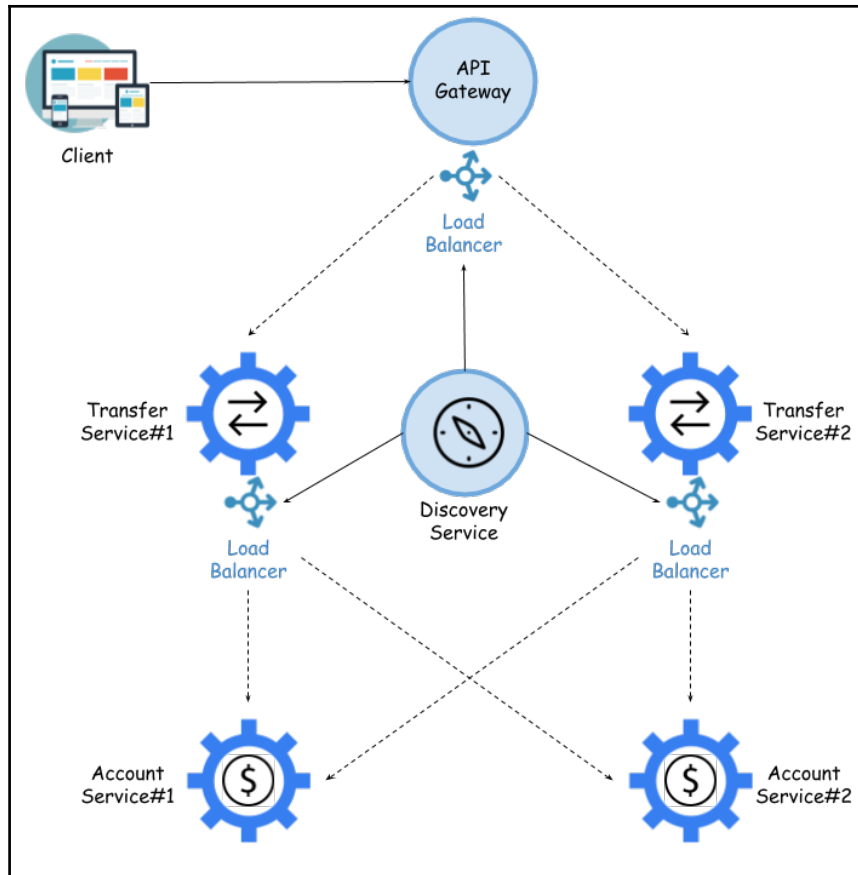 API
Gateway
Client
Load
Balancer
Transfer
Service#1
Transfer
Service#2
Discovery
Service
Load
Balancer
Load
Balancer
Account
Service#1
$
$
Account
Service#2